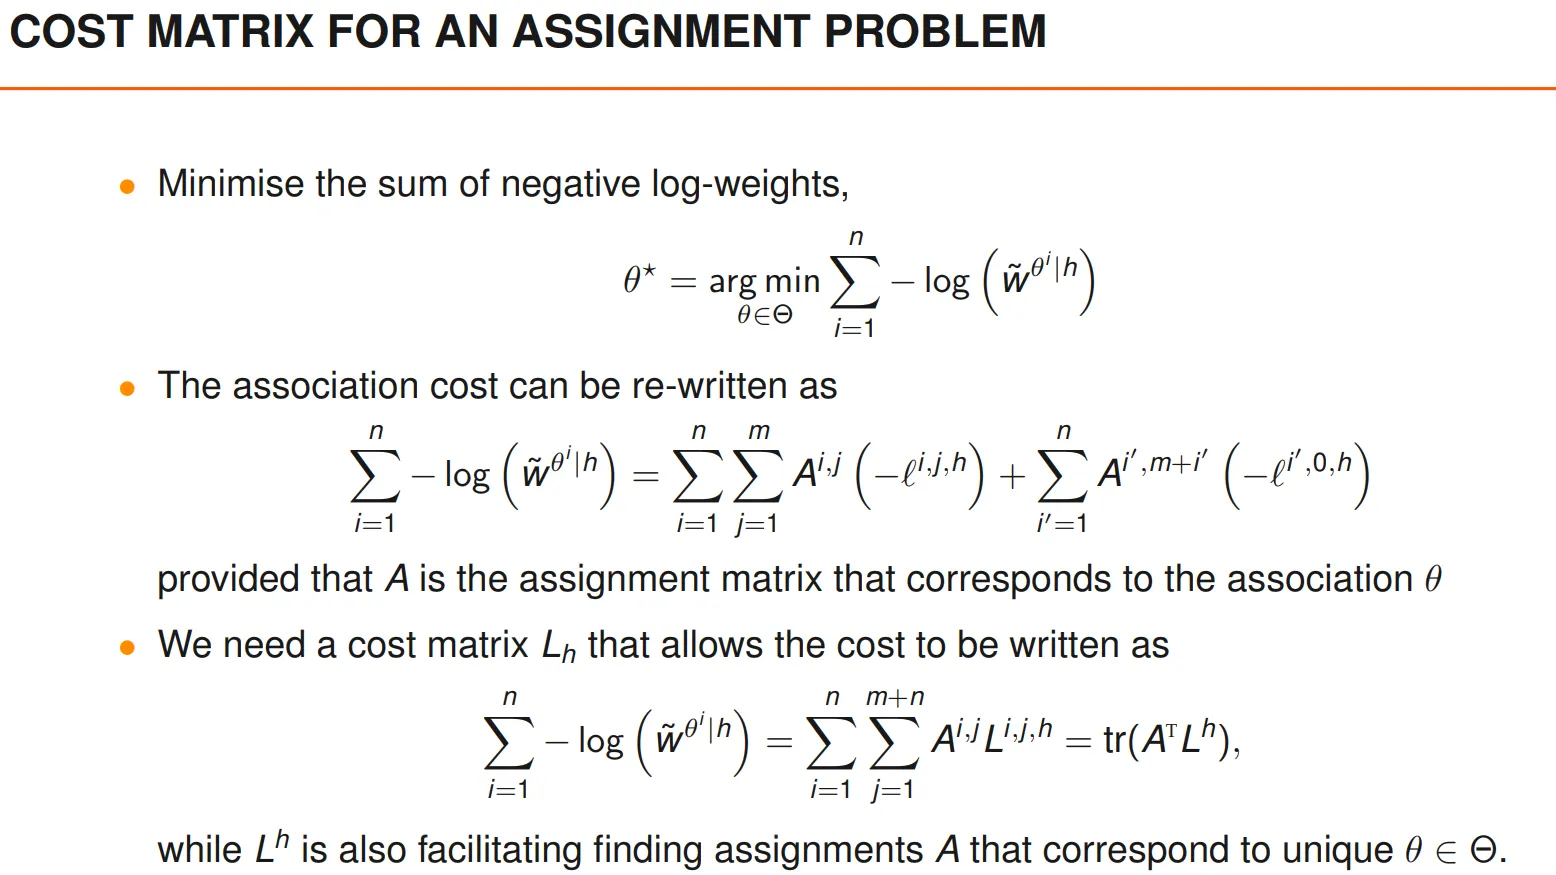 COST MATRIX FOR AN ASSIGNMENT PROBLEM
• Minimise the sum of negative log-weights,
$\theta^\star = \underset{\theta \in \Theta}{\arg\min} \sum_{i=1}^{n} -\log\left(\tilde{w}^{\theta^i|h}\right)$
• The association cost can be re-written as
$\sum_{i=1}^{n} -\log\left(\tilde{w}^{\theta^i|h}\right) = \sum_{i=1}^{n} \sum_{j=1}^{m} A^{i,j}\left(-\ell^{i,j,h}\right) + \sum_{i'=1}^{n} A^{i',m+i'}\left(-\ell^{i',0,h}\right)$
provided that $A$ is the assignment matrix that corresponds to the association $\theta$
• We need a cost matrix $L_h$ that allows the cost to be written as
$\sum_{i=1}^{n} -\log\left(\tilde{w}^{\theta^i|h}\right) = \sum_{i=1}^{n} \sum_{j=1}^{m+n} A^{i,j} L^{i,j,h} = \text{tr}(A^{\mathsf{T}} L^h),$
while $L^h$ is also facilitating finding assignments $A$ that correspond to unique $\theta \in \Theta$.